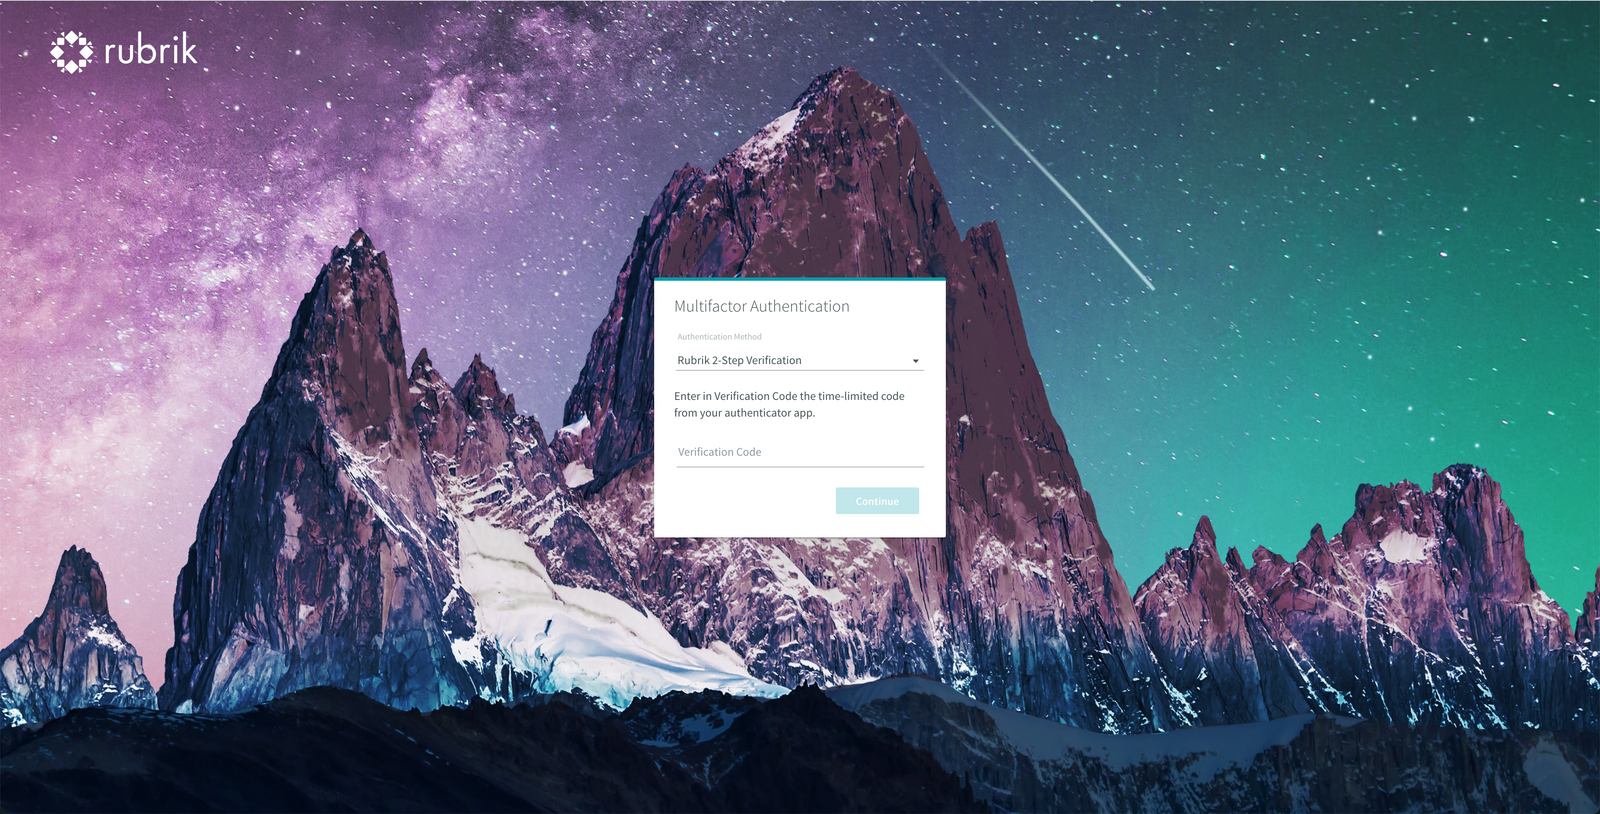 rubrik
Multifactor Authentication
Authentication Method
Rubrik 2-Step Verification
Enter in Verification Code the time-limited code
from your authenticator app.
Verification Code
Continue